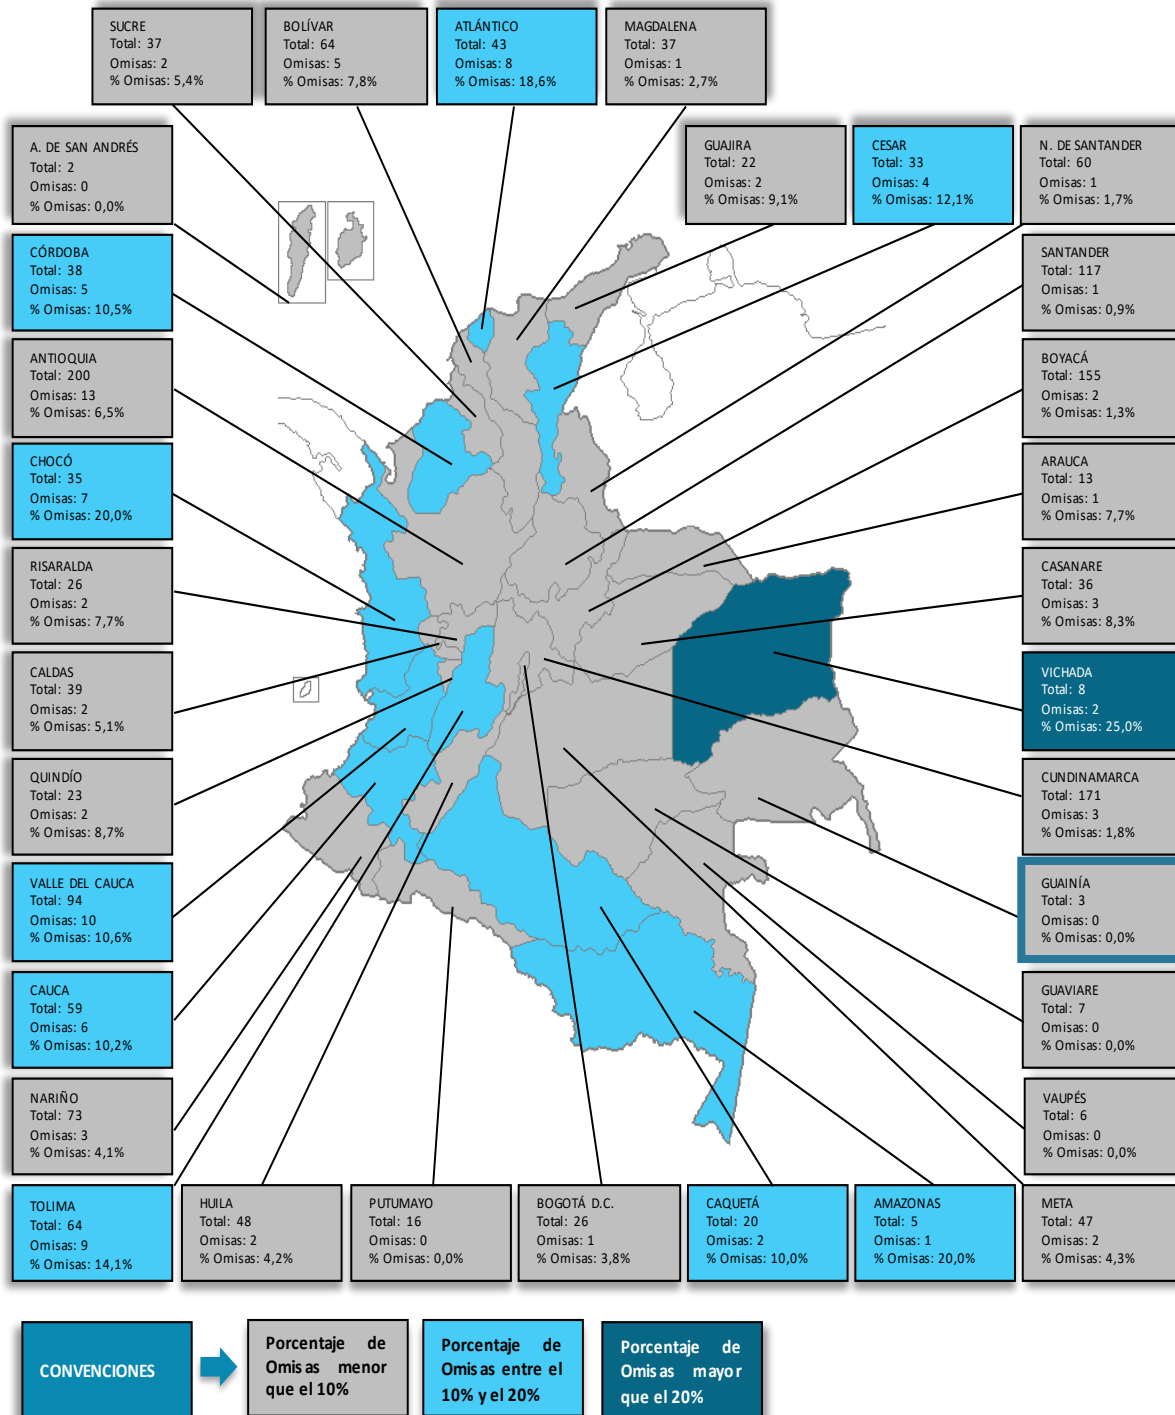 SUCRE
Total: 37
Omisas: 2
% Omisas: 5,4%
BOLÍVAR
Total: 64
Omisas: 5
% Omisas: 7,8%
ATLÁNTICO
Total: 43
Omisas: 8
% Omisas: 18,6%
MAGDALENA
Total: 37
Omisas: 1
% Omisas: 2,7%
A. DE SAN ANDRÉS
Total: 2
Omisas: 0
% Omisas: 0,0%
GUAJIRA
Total: 22
Omisas: 2
% Omisas: 9,1%
CESAR
Total: 33
Omisas: 4
% Omisas: 12,1%
N. DE SANTANDER
Total: 60
Omisas: 1
% Omisas: 1,7%
CÓRDOBA
Total: 38
Omisas: 5
% Omisas: 10,5%
SANTANDER
Total: 117
Omisas: 1
% Omisas: 0,9%
ANTIOQUIA
Total: 200
Omisas: 13
% Omisas: 6,5%
BOYACÁ
Total: 155
Omisas: 2
% Omisas: 1,3%
CHOCÓ
Total: 35
Omisas: 7
% Omisas: 20,0%
ARAUCA
Total: 13
Omisas: 1
% Omisas: 7,7%
RISARALDA
Total: 26
Omisas: 2
% Omisas: 7,7%
CASANARE
Total: 36
Omisas: 3
% Omisas: 8,3%
CALDAS
Total: 39
Omisas: 2
% Omisas: 5,1%
VICHADA
Total: 8
Omisas: 2
% Omisas: 25,0%
QUINDÍO
Total: 23
Omisas: 2
% Omisas: 8,7%
CUNDINAMARCA
Total: 171
Omisas: 3
% Omisas: 1,8%
VALLE DEL CAUCA
Total: 94
Omisas: 10
% Omisas: 10,6%
GUAINÍA
Total: 3
Omisas: 0
% Omisas: 0,0%
CAUCA
Total: 59
Omisas: 6
% Omisas: 10,2%
GUAVIARE
Total: 7
Omisas: 0
% Omisas: 0,0%
NARIÑO
Total: 73
Omisas: 3
% Omisas: 4,1%
VAUPÉS
Total: 6
Omisas: 0
% Omisas: 0,0%
TOLIMA
Total: 64
Omisas: 9
% Omisas: 14,1%
HUILA
Total: 48
Omisas: 2
% Omisas: 4,2%
PUTUMAYO
Total: 16
Omisas: 0
% Omisas: 0,0%
BOGOTÁ D.C.
Total: 26
Omisas: 1
% Omisas: 3,8%
CAQUETÁ
Total: 20
Omisas: 2
% Omisas: 10,0%
AMAZONAS
Total: 5
Omisas: 1
% Omisas: 20,0%
META
Total: 47
Omisas: 2
% Omisas: 4,3%
CONVENCIONES
Porcentaje de
Omisas menor
que el 10%
Porcentaje de
Omisas entre el
10% y el 20%
Porcentaje de
Omisas mayor
que el 20%